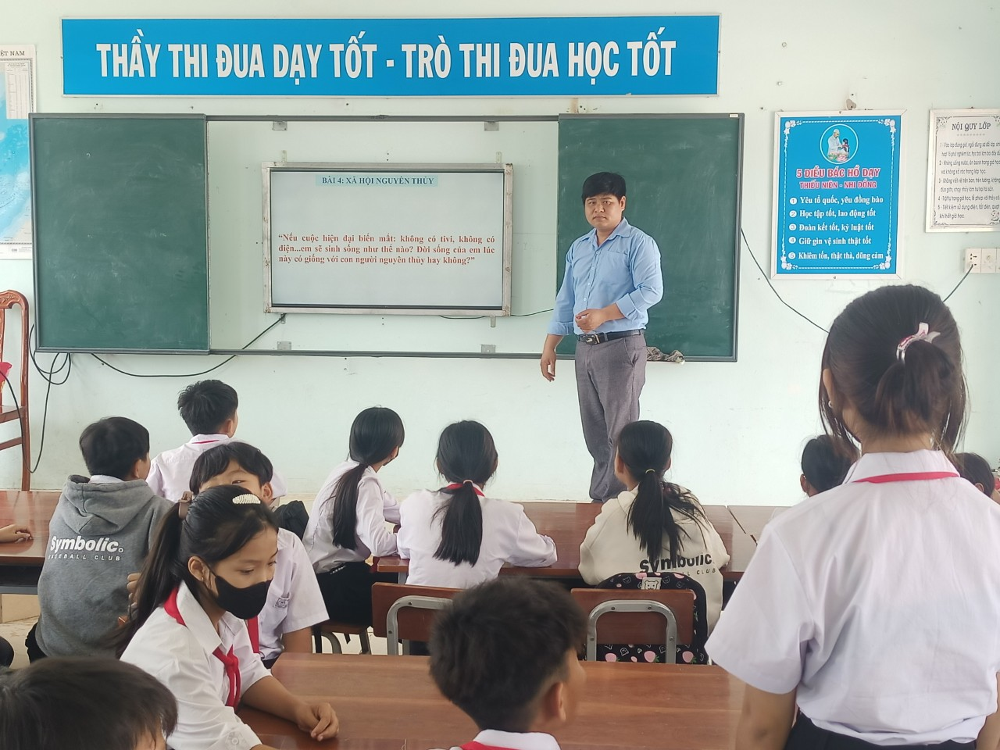 THẦY THI ĐUA DẠY TỐT - TRÒ THI ĐUA HỌC TỐT
VIỆT NAM
BÀI 4: XÃ HỘI NGUYÊN THỦY
“Nếu cuộc hiện đại biến mất: không có tivi, không có
điện...em sẽ sinh sống như thế nào? Đời sống của em lúc
này có giống với con người nguyên thủy hay không?”
5 ĐIỀU BÁC HỒ DẠY
THIẾU NIÊN - NHI ĐỒNG
1 Yêu tổ quốc, yêu đồng bào
2 Học tập tốt, lao động tốt
3 Đoàn kết tốt, kỷ luật tốt
4 Giữ gìn vệ sinh thật tốt
5 Khiêm tốn, thật thà, dũng cảm
NỘI QUY LỚP
Symbolic.
BASEBALL CLUB
Symbolic.
CLUB